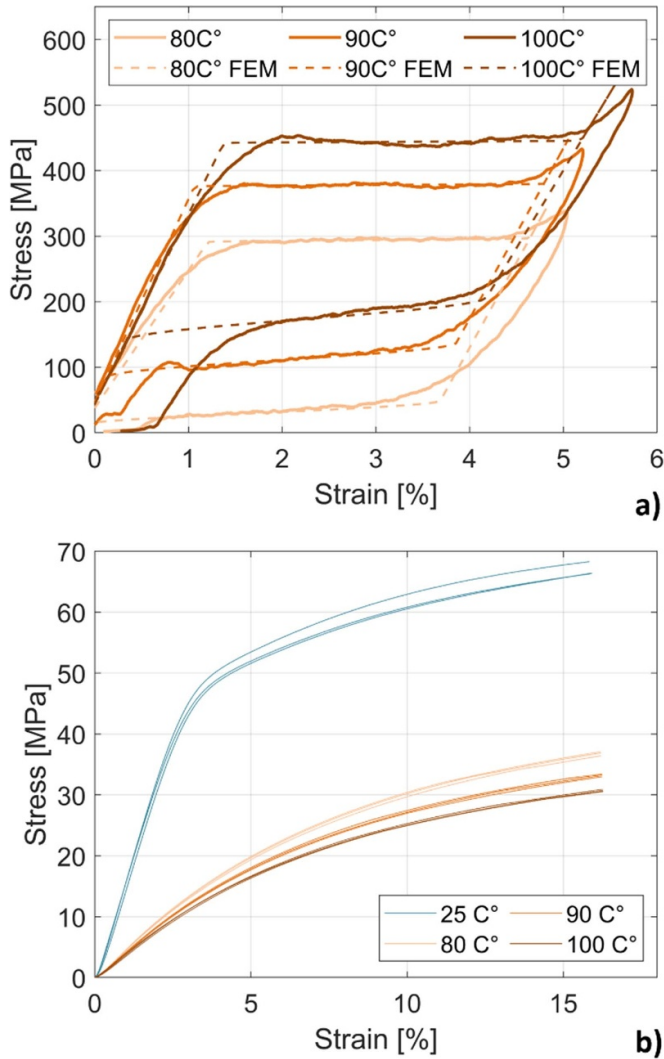 80C° 90C° 100C°
80C° FEM 90C° FEM 100C° FEM
600
500
400
300
200
100
0
Stress [MPa]
0 1 2 3 4 5 6
Strain [%]
a)
70
60
50
40
30
20
10
0
Stress [MPa]
25 C° 90 C°
80 C° 100 C°
0 5 10 15
Strain [%]
b)